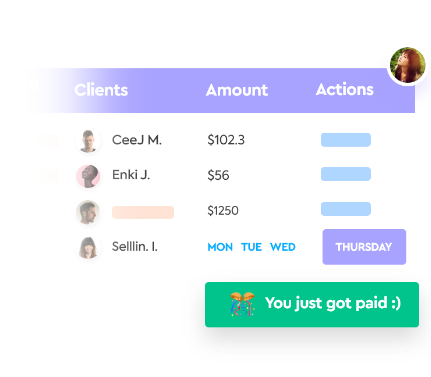 Clients Amount Actions
CeeJ M. $102.3
Enki J. $56
$1250
Selllin. I. MON TUE WED THURSDAY
You just got paid :)